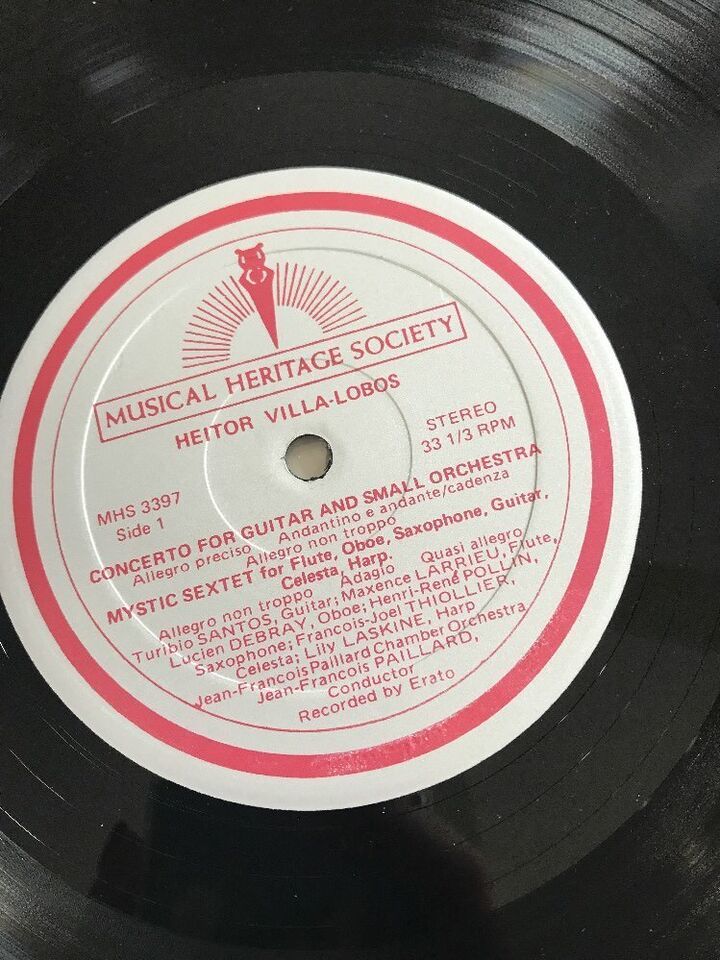 MUSICAL HERITAGE SOCIETY
HEITOR VILLA-LOBOS
STEREO
33 1/3 RPM
MHS 3397
Side 1
CONCERTO FOR GUITAR AND SMALL ORCHESTRA
Allegro preciso Andantino e andante/cadenza
Allegro non troppo
MYSTIC SEXTET for Flute, Oboe, Saxophone, Guitar,
Celesta, Harp.
Allegro non troppo Adagio Quasi allegro
Turibio SANTOS, Guitar; Maxence LARRIEU, Flute,
Lucien DEBRAY, Oboe; Henri-René POLLIN,
Saxophone; Francois-Joel THIOLLIER,
Celesta; Lily LASKINE, Harp
Jean-Francois Paillard Chamber Orchestra
Jean-Francois PAILLARD,
Conductor
Recorded by Erato